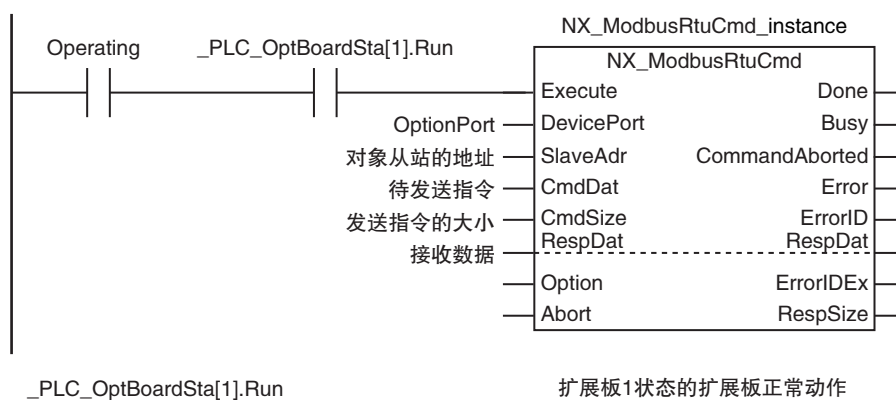 NX_ModbusRtuCmd_instance
Operating _PLC_OptBoardSta[1].Run
NX_ModbusRtuCmd
Execute Done
OptionPort DevicePort Busy
对象从站的地址 SlaveAdr CommandAborted
待发送指令 CmdDat Error
发送指令的大小 CmdSize ErrorID
接收数据 RespDat RespDat
Option ErrorIDEx
Abort RespSize
_PLC_OptBoardSta[1].Run 扩展板1状态的扩展板正常动作